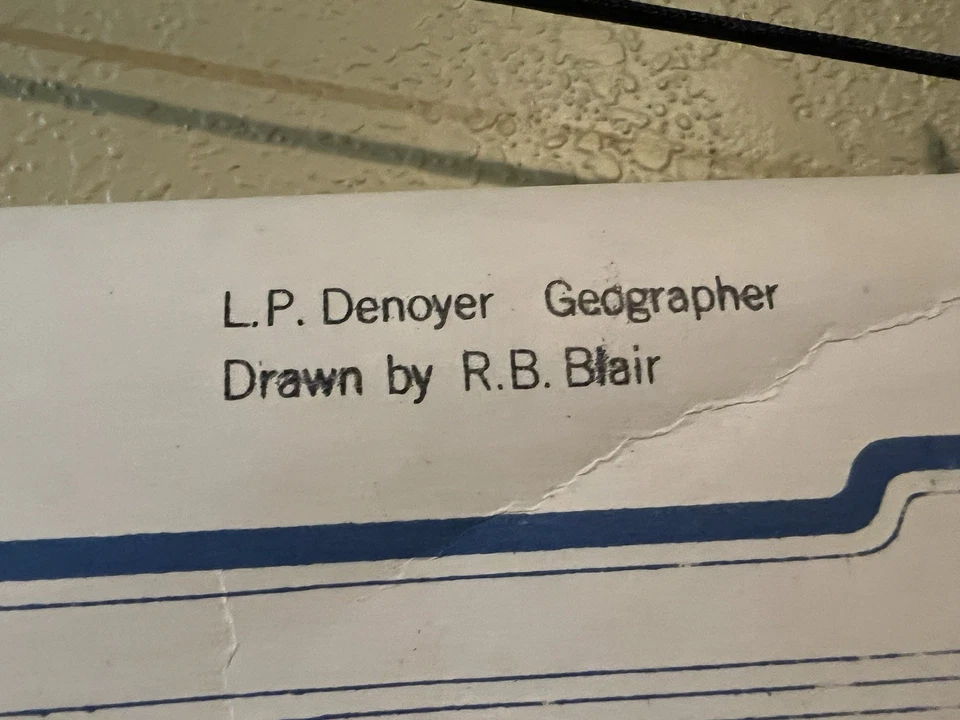 L.P. Denoyer Geographer
Drawn by R.B. Blair